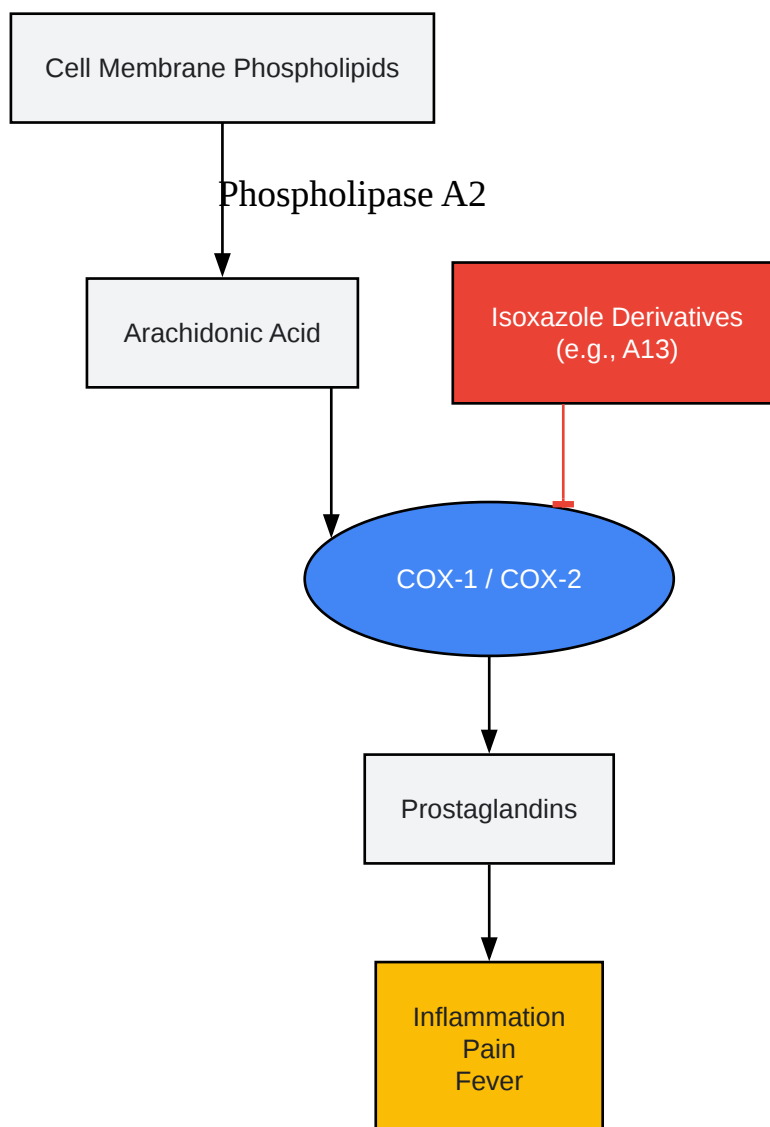 Cell Membrane Phospholipids
Phospholipase A2
Arachidonic Acid
Isoxazole Derivatives
(e.g., A13)
COX-1 / COX-2
Prostaglandins
Inflammation
Pain
Fever